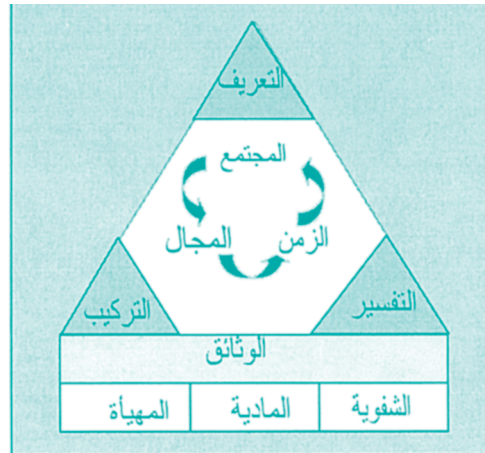 التعريف
المجتمع
الزمن المجال
التفسير التركيب
الوثائق
الشفوية المادية المهيأة